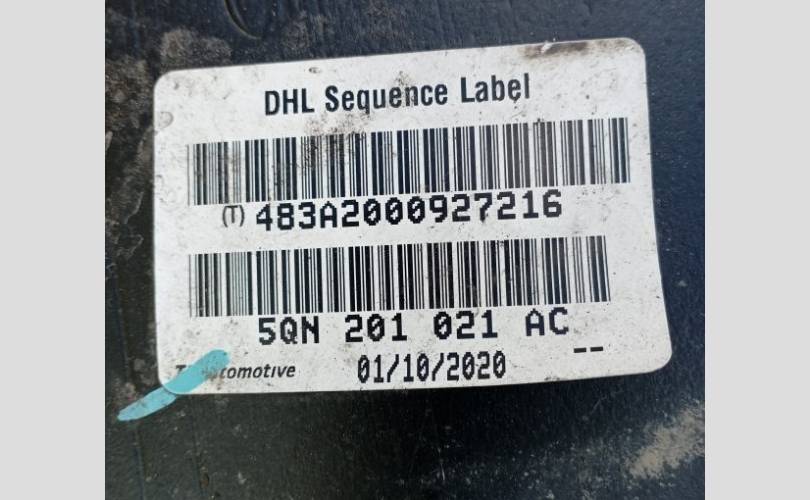 DHL Sequence Label
(T) 483A2000927216
5QN 201 021 AC
--
01/10/2020